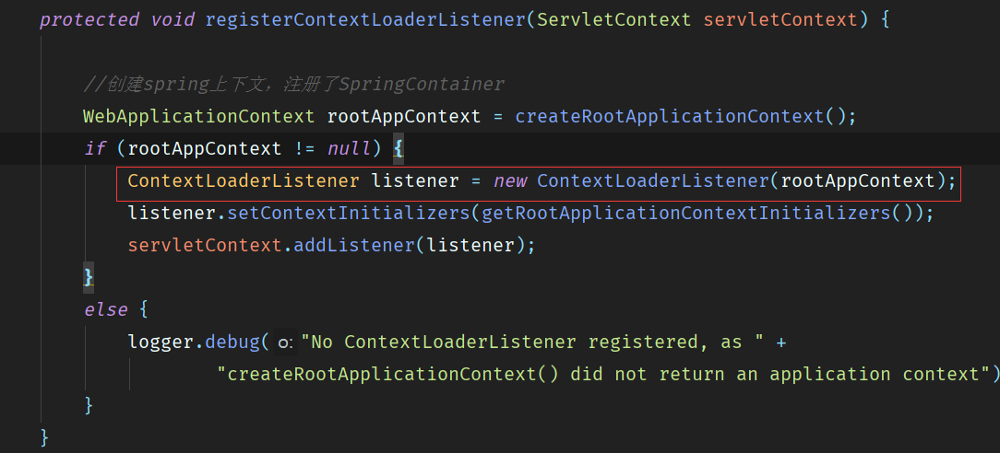 protected void registerContextLoaderListener(ServletContext servletContext) {
//创建spring上下文，注册了SpringContainer
WebApplicationContext rootAppContext = createRootApplicationContext();
if (rootAppContext != null) {
ContextLoaderListener listener = new ContextLoaderListener(rootAppContext);
listener.setContextInitializers(getRootApplicationContextInitializers());
servletContext.addListener(listener);
}
else {
logger.debug( o: "No ContextLoaderListener registered, as " +
"createRootApplicationContext() did not return an application context")
}
}